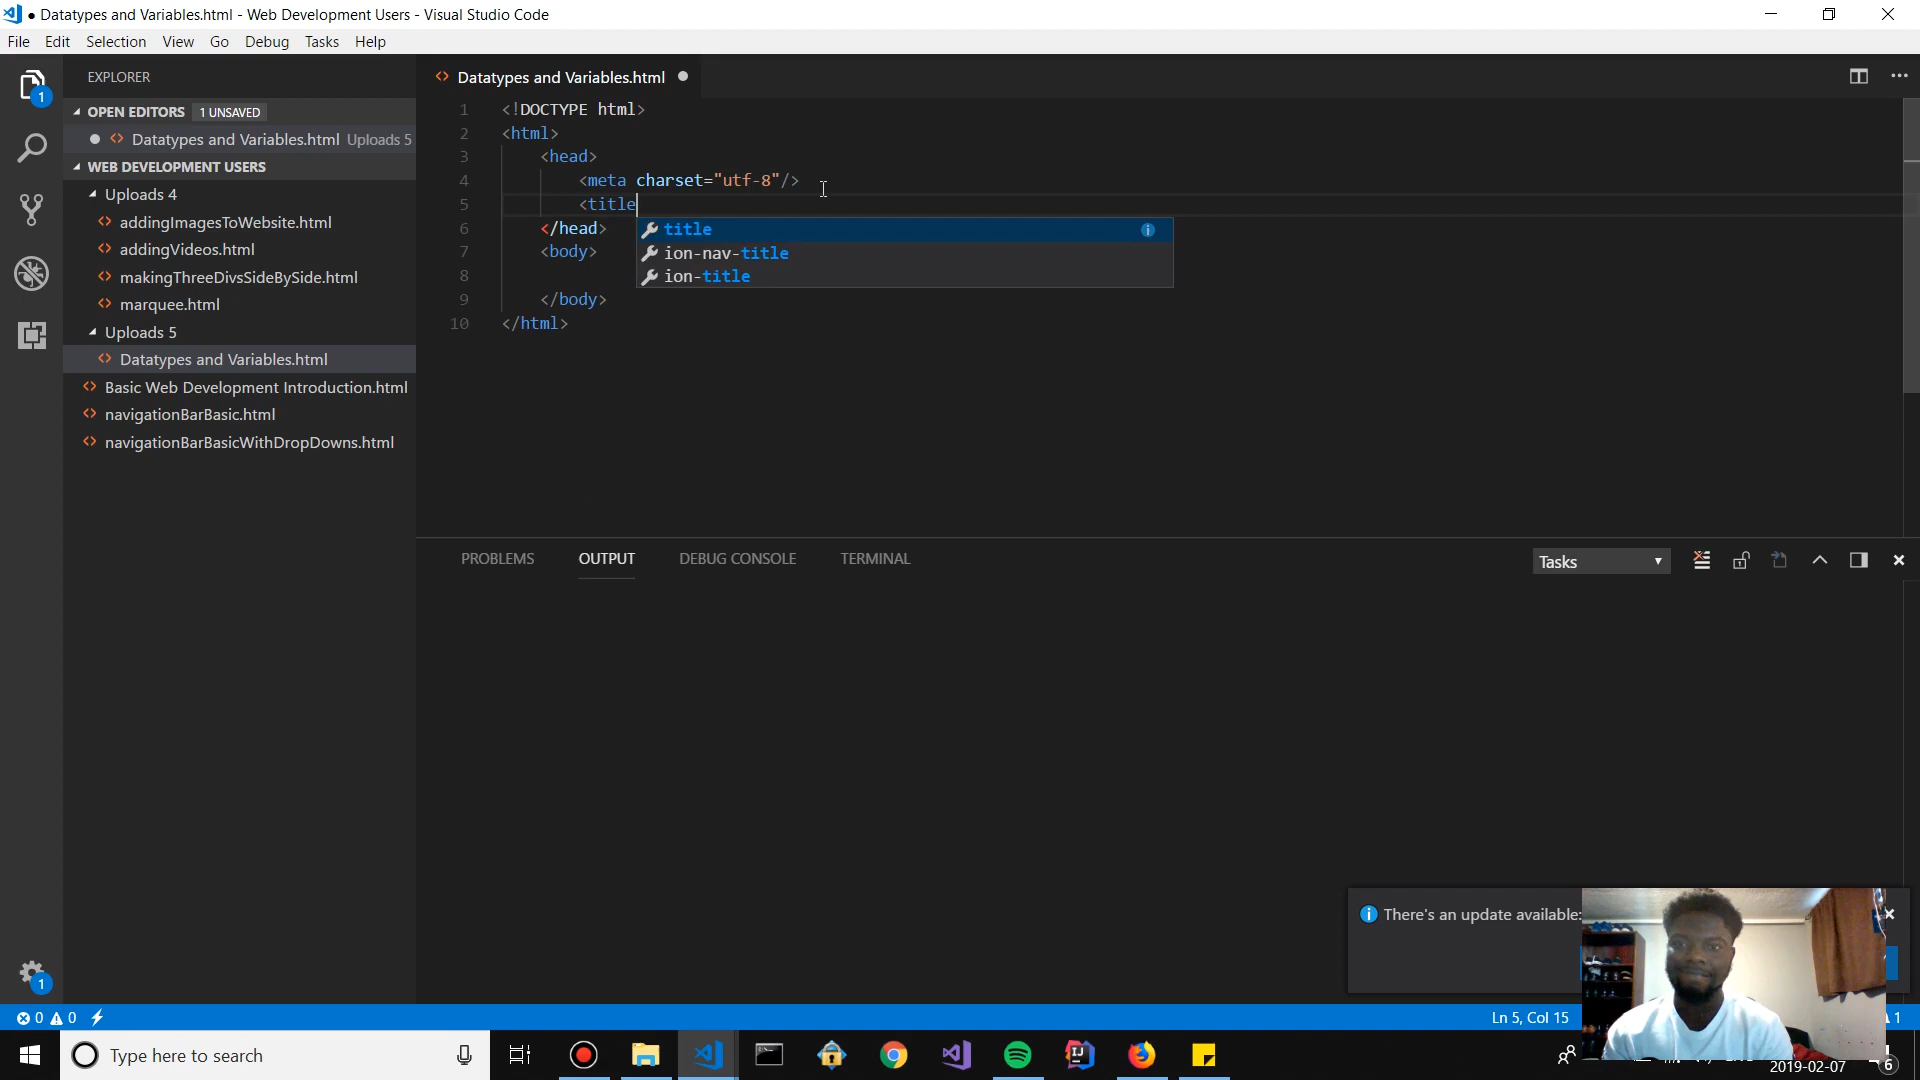 ● Datatypes and Variables.html - Web Development Users - Visual Studio Code
File Edit Selection View Go Debug Tasks Help
EXPLORER
OPEN EDITORS 1 UNSAVED
Datatypes and Variables.html Uploads 5
WEB DEVELOPMENT USERS
Uploads 4
addingImagesToWebsite.html
addingVideos.html
makingThreeDivsSideBySide.html
marquee.html
Uploads 5
Datatypes and Variables.html
Basic Web Development Introduction.html
navigationBarBasic.html
navigationBarBasicWithDropDowns.html
1
1
Datatypes and Variables.html
1 <!DOCTYPE html>
2 <html>
3 <head>
4 <meta charset="utf-8"/>
5 <title
6 </head>
7 <body>
8
9 </body>
10 </html>
title
ion-nav-title
ion-title
PROBLEMS OUTPUT DEBUG CONSOLE TERMINAL Tasks
There's an update available:
0 0 Ln 5, Col 15 1
Type here to search
2019-02-07 6